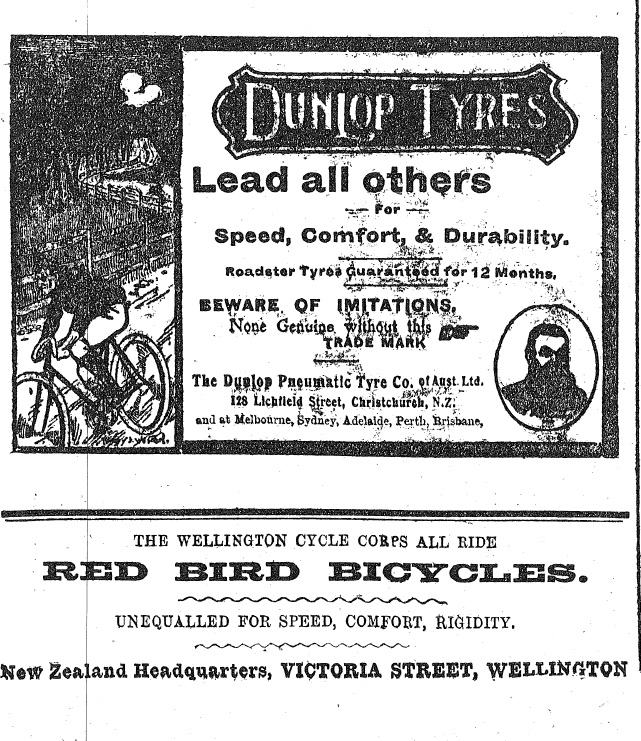 DUNLOP TYRES
Lead all others
For
Speed, Comfort, & Durability.
Roadster Tyres Guaranteed for 12 Months.
BEWARE OF IMITATIONS.
None Genuine without this
TRADE MARK
The Dunlop Pneumatic Tyre Co. of Aust. Ltd.
128 Lichfield Street, Christchurch, N.Z.
and at Melbourne, Sydney, Adelaide, Perth, Brisbane,
THE WELLINGTON CYCLE CORPS ALL RIDE
RED BIRD BICYCLES.
UNEQUALLED FOR SPEED, COMFORT, RIGIDITY.
New Zealand Headquarters, VICTORIA STREET, WELLINGTON